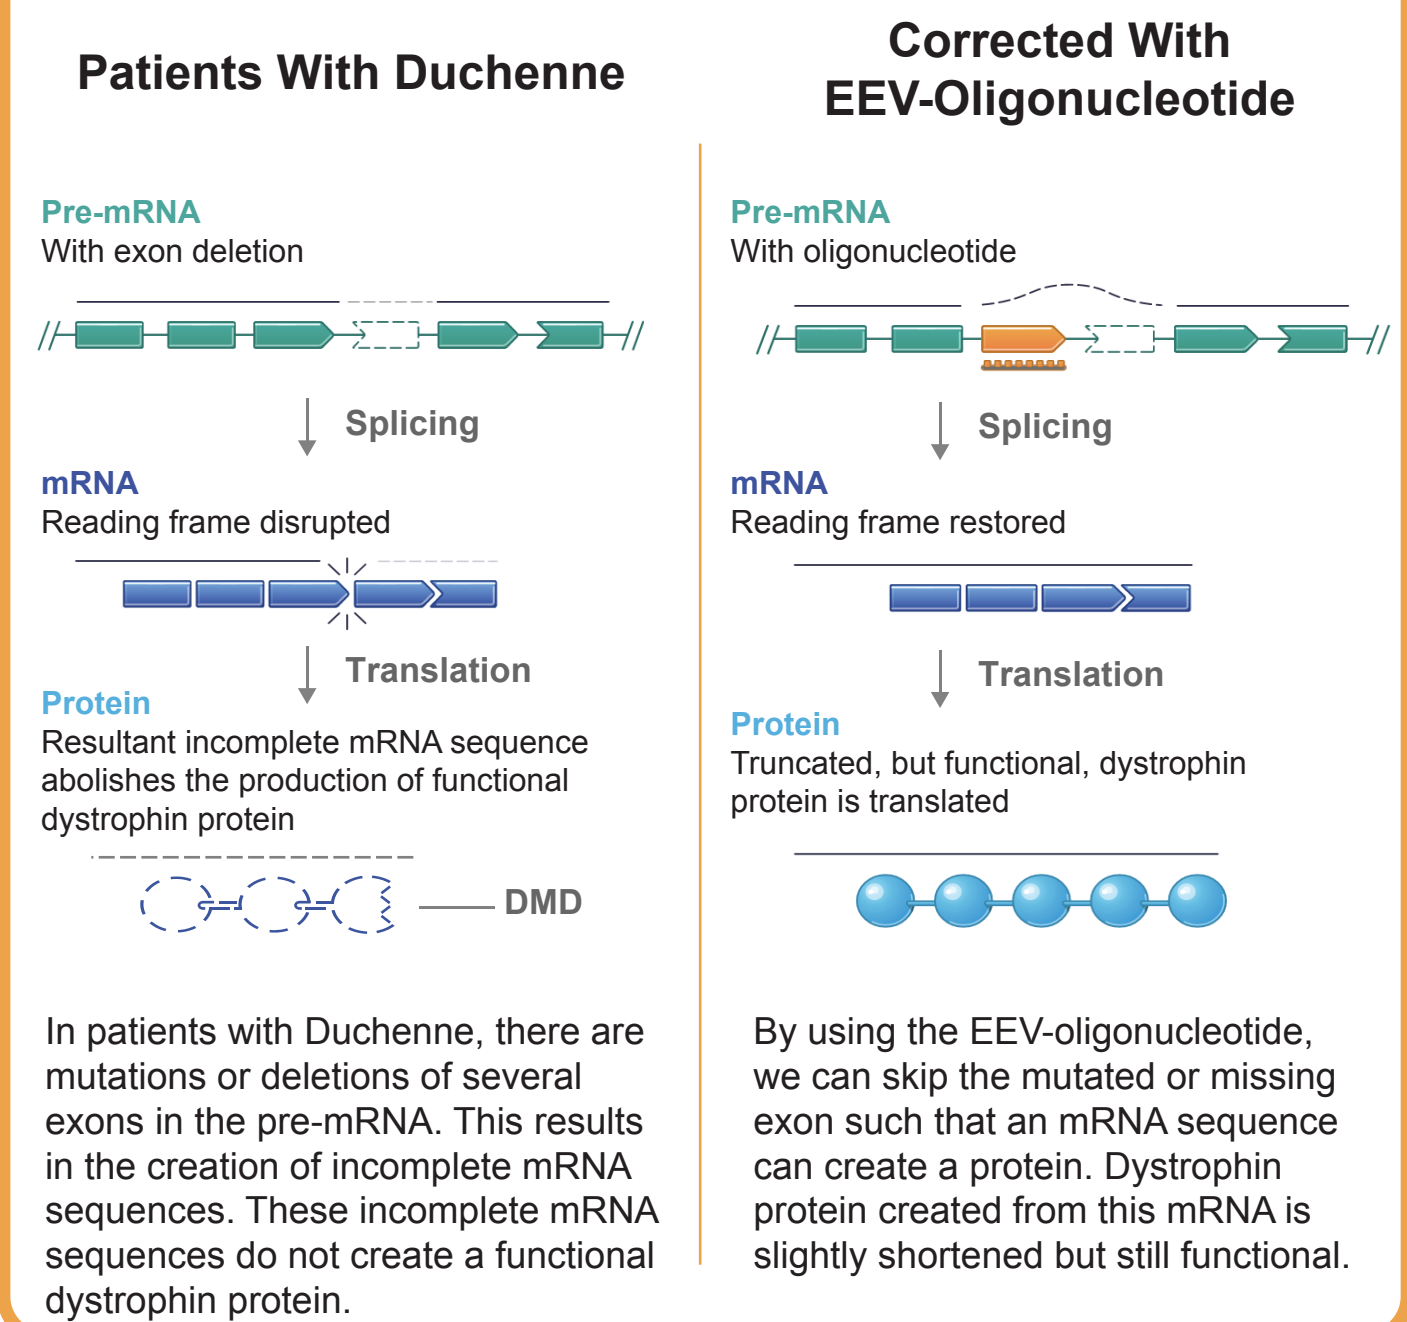 Patients With Duchenne
Pre-mRNA
With exon deletion
Splicing
mRNA
Reading frame disrupted
Translation
Protein
Resultant incomplete mRNA sequence
abolishes the production of functional
dystrophin protein
DMD
In patients with Duchenne, there are
mutations or deletions of several
exons in the pre-mRNA. This results
in the creation of incomplete mRNA
sequences. These incomplete mRNA
sequences do not create a functional
dystrophin protein.
Corrected With
EEV-Oligonucleotide
Pre-mRNA
With oligonucleotide
Splicing
mRNA
Reading frame restored
Translation
Protein
Truncated, but functional, dystrophin
protein is translated
By using the EEV-oligonucleotide,
we can skip the mutated or missing
exon such that an mRNA sequence
can create a protein. Dystrophin
protein created from this mRNA is
slightly shortened but still functional.